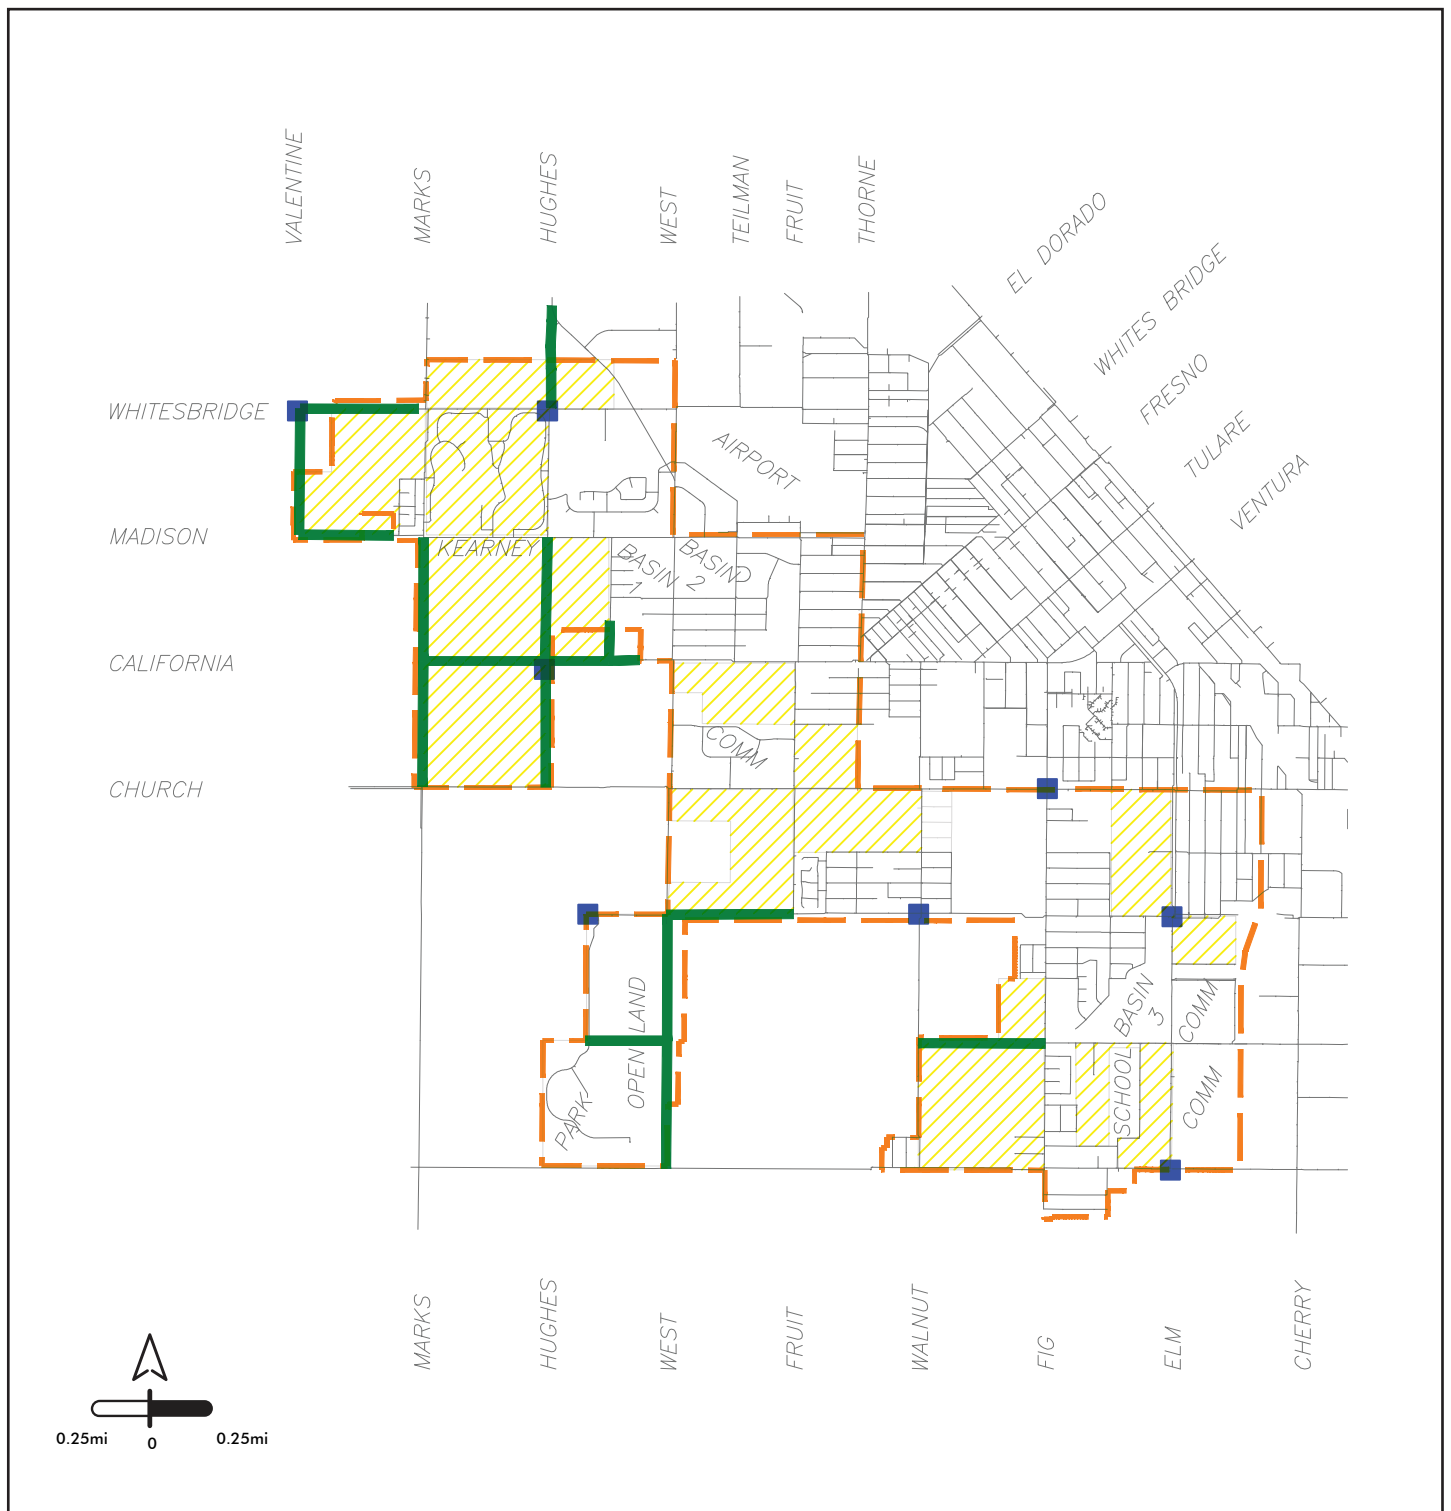 VALENTINE
MARKS
HUGHES
WEST
TEILMAN
FRUIT
THORNE
EL DORADO
WHITES BRIDGE
FRESNO
TULARE
VENTURA
WHITESBRIDGE
MADISON
CALIFORNIA
CHURCH
AIRPORT
KEARNEY
BASIN
1
BASIN
2
COMM
OPEN LAND
PARK
BASIN
3
COMM
SCHOOL
COMM
MARKS
HUGHES
WEST
FRUIT
WALNUT
FIG
ELM
CHERRY
0.25mi
0
0.25mi